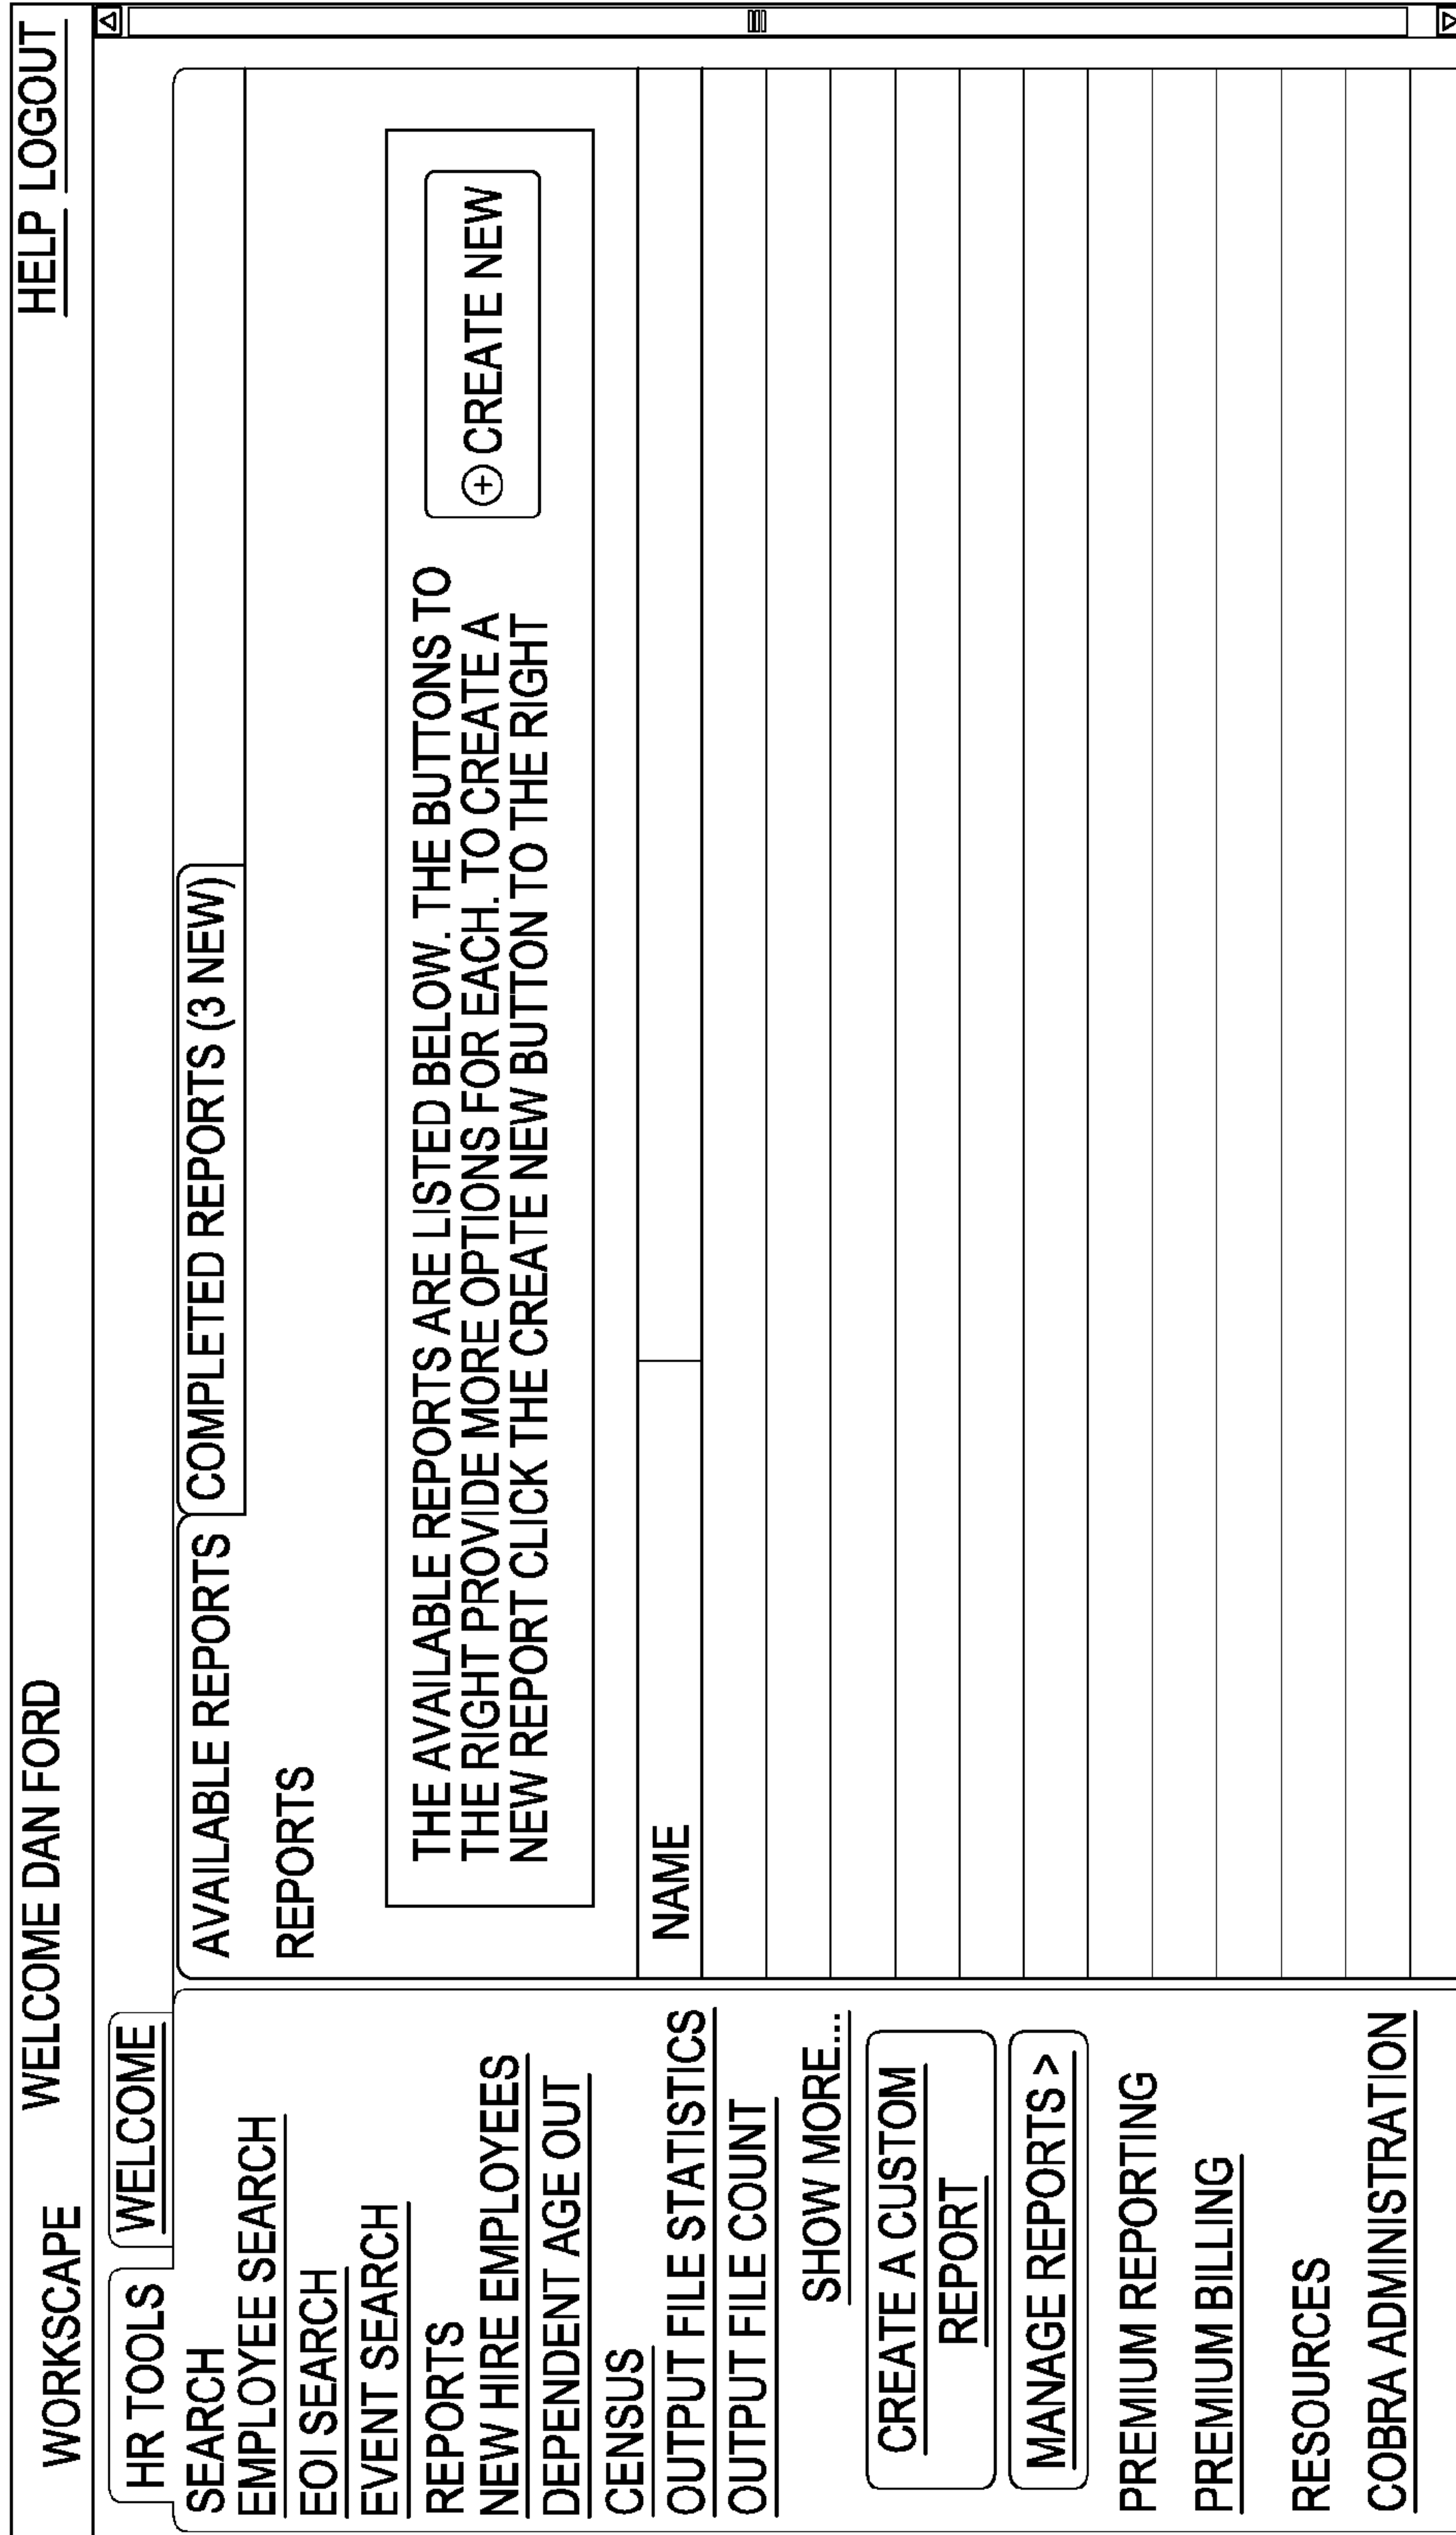 WORKSCAPE WELCOME DAN FORD HELP LOGOUT
HR TOOLS WELCOME
SEARCH
EMPLOYEE SEARCH
EOI SEARCH
EVENT SEARCH
REPORTS
NEW HIRE EMPLOYEES
DEPENDENT AGE OUT
CENSUS
OUTPUT FILE STATISTICS
OUTPUT FILE COUNT
SHOW MORE...
CREATE A CUSTOM
REPORT
MANAGE REPORTS >
PREMIUM REPORTING
PREMIUM BILLING
RESOURCES
COBRA ADMINISTRATION
AVAILABLE REPORTS COMPLETED REPORTS (3 NEW)
REPORTS
THE AVAILABLE REPORTS ARE LISTED BELOW. THE BUTTONS TO
THE RIGHT PROVIDE MORE OPTIONS FOR EACH. TO CREATE A
NEW REPORT CLICK THE CREATE NEW BUTTON TO THE RIGHT
+ CREATE NEW
NAME